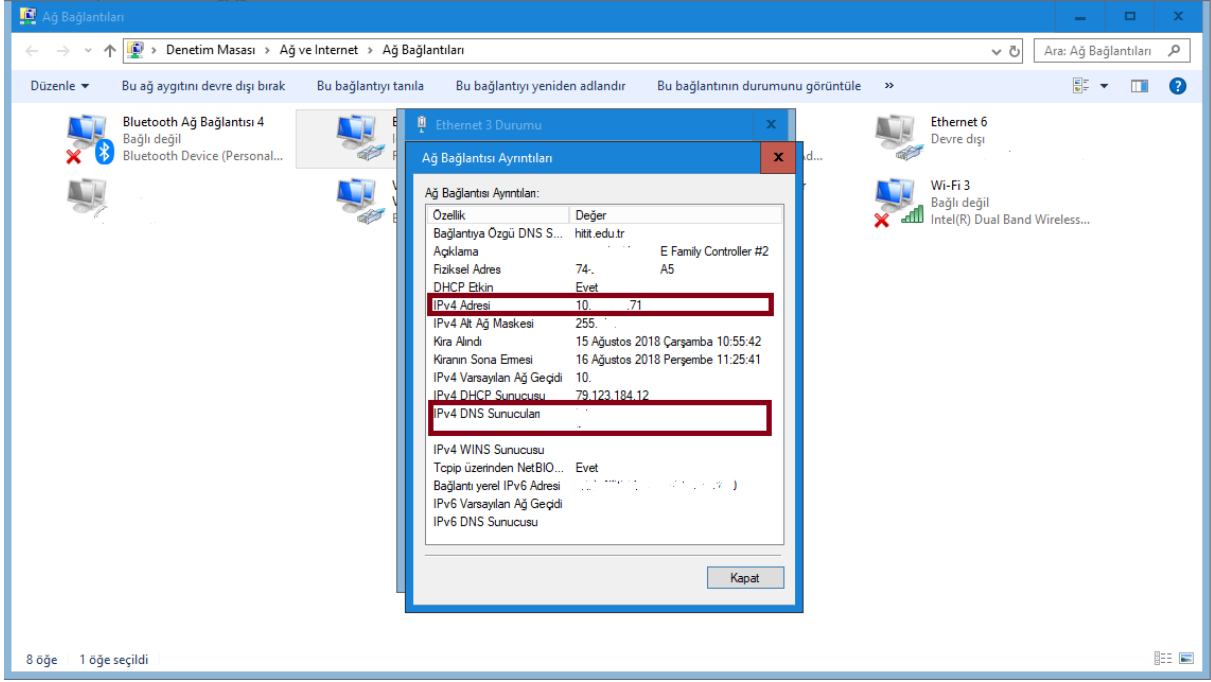 Ağ Bağlantıları
Denetim Masası > Ağ ve Internet > Ağ Bağlantıları
Ara: Ağ Bağlantıları
Düzenle Bu ağ aygıtını devre dışı bırak Bu bağlantıyı tanıla Bu bağlantıyı yeniden adlandır Bu bağlantının durumunu görüntüle »
Bluetooth Ağ Bağlantısı 4
Bağlı değil
Bluetooth Device (Personal...
Ethernet 6
Devre dışı
Wi-Fi 3
Bağlı değil
Intel(R) Dual Band Wireless...
Ethernet 3 Durumu
Ağ Bağlantısı Ayrıntıları
Ağ Bağlantısı Ayrıntıları:
Özellik Değer
Bağlantıya Özgü DNS S... hitit.edu.tr
Açıklama E Family Controller #2
Fiziksel Adres 74-. A5
DHCP Etkin Evet
IPv4 Adresi 10. .71
IPv4 Alt Ağ Maskesi 255.
Kira Alındı 15 Ağustos 2018 Çarşamba 10:55:42
Kiranın Sona Ermesi 16 Ağustos 2018 Perşembe 11:25:41
IPv4 Varsayılan Ağ Geçidi 10.
IPv4 DHCP Sunucusu 79.123.184.12
IPv4 DNS Sunucuları
IPv4 WINS Sunucusu
Tcpip üzerinden NetBIO... Evet
Bağlantı yerel IPv6 Adresi
IPv6 Varsayılan Ağ Geçidi
IPv6 DNS Sunucusu
Kapat
8 öğe 1 öğe seçildi